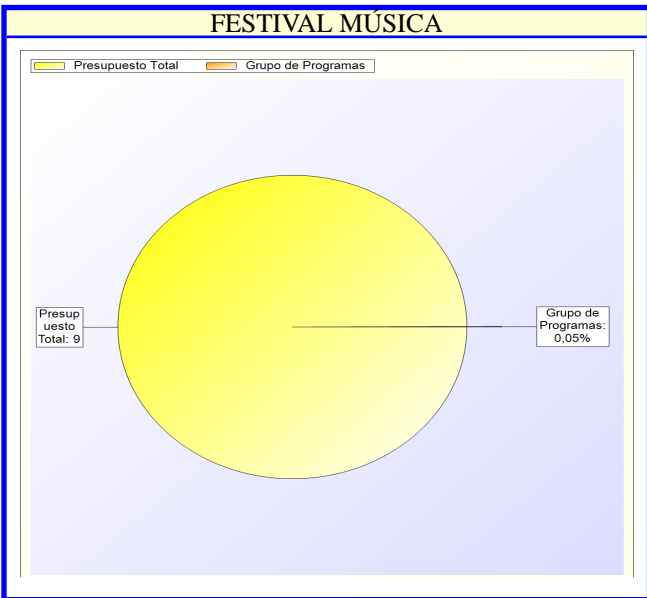 FESTIVAL MÚSICA
Presupuesto Total
Grupo de Programas
Presup
uesto
Total: 9
Grupo de
Programas:
0,05%